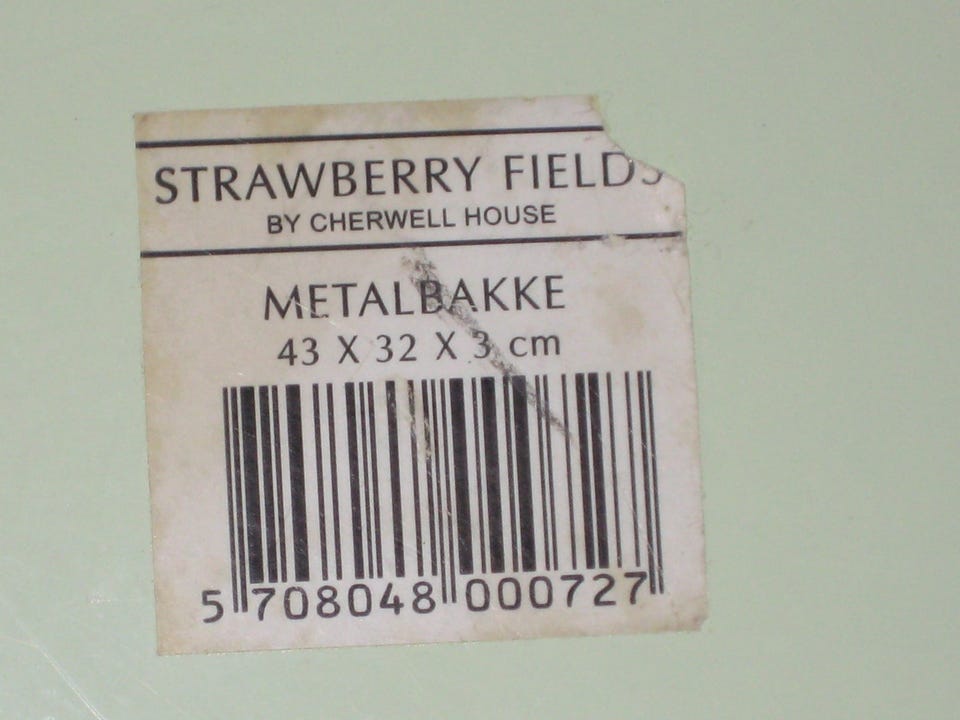 STRAWBERRY FIELDS
BY CHERWELL HOUSE
METALBAKKE
43 X 32 X 3 cm
5 708048 000727